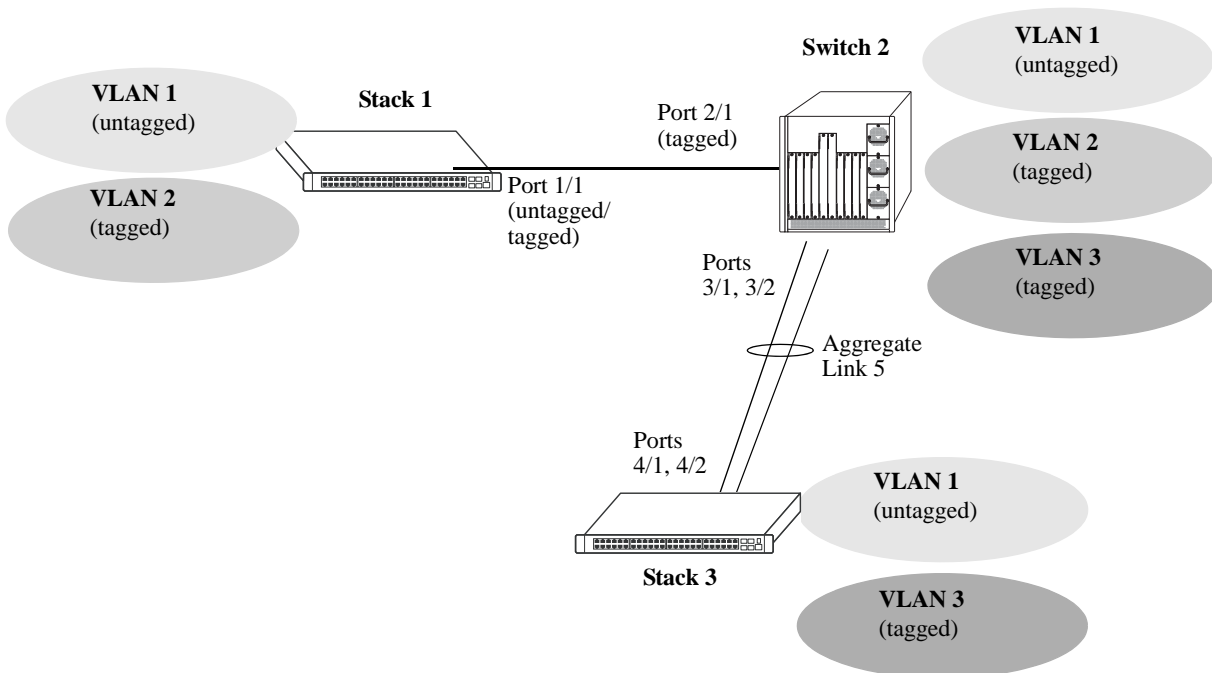 VLAN 1
(untagged)
VLAN 2
(tagged)
Stack 1
Port 1/1
(untagged/
tagged)
Port 2/1
(tagged)
Switch 2
VLAN 1
(untagged)
VLAN 2
(tagged)
VLAN 3
(tagged)
Ports
3/1, 3/2
Aggregate
Link 5
Ports
4/1, 4/2
Stack 3
VLAN 1
(untagged)
VLAN 3
(tagged)